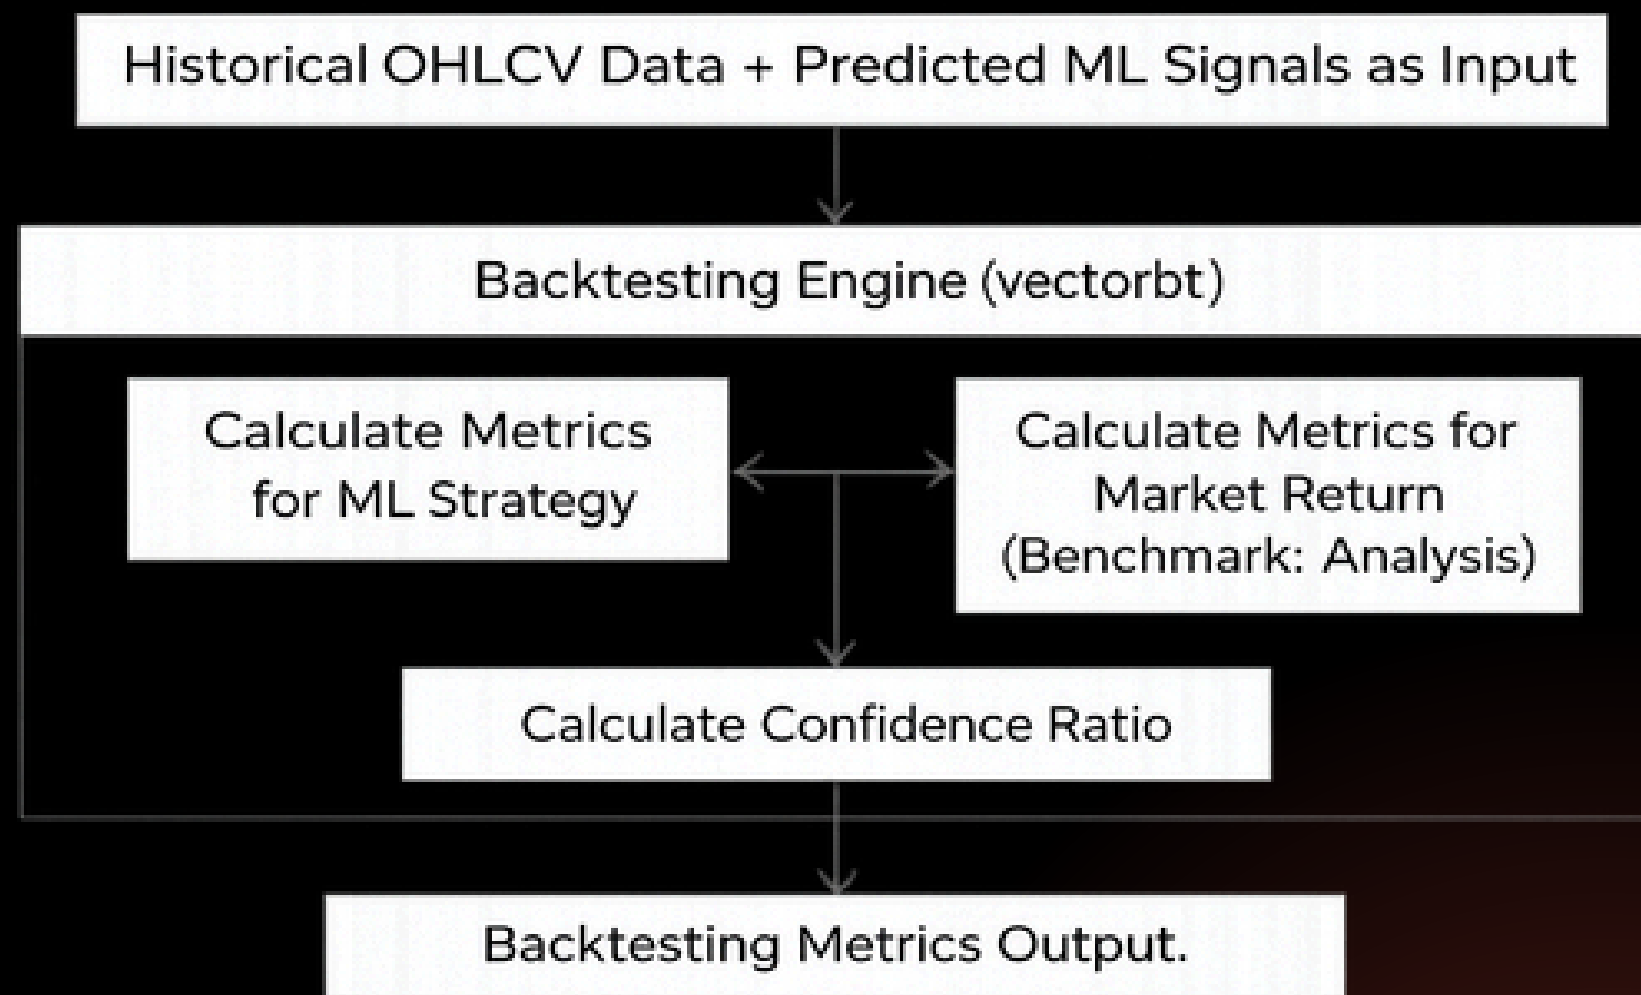 Historical OHLCV Data + Predicted ML Signals as Input
Backtesting Engine (vectorbt)
Calculate Metrics
for ML Strategy
Calculate Metrics for
Market Return
(Benchmark: Analysis)
Calculate Confidence Ratio
Backtesting Metrics Output.